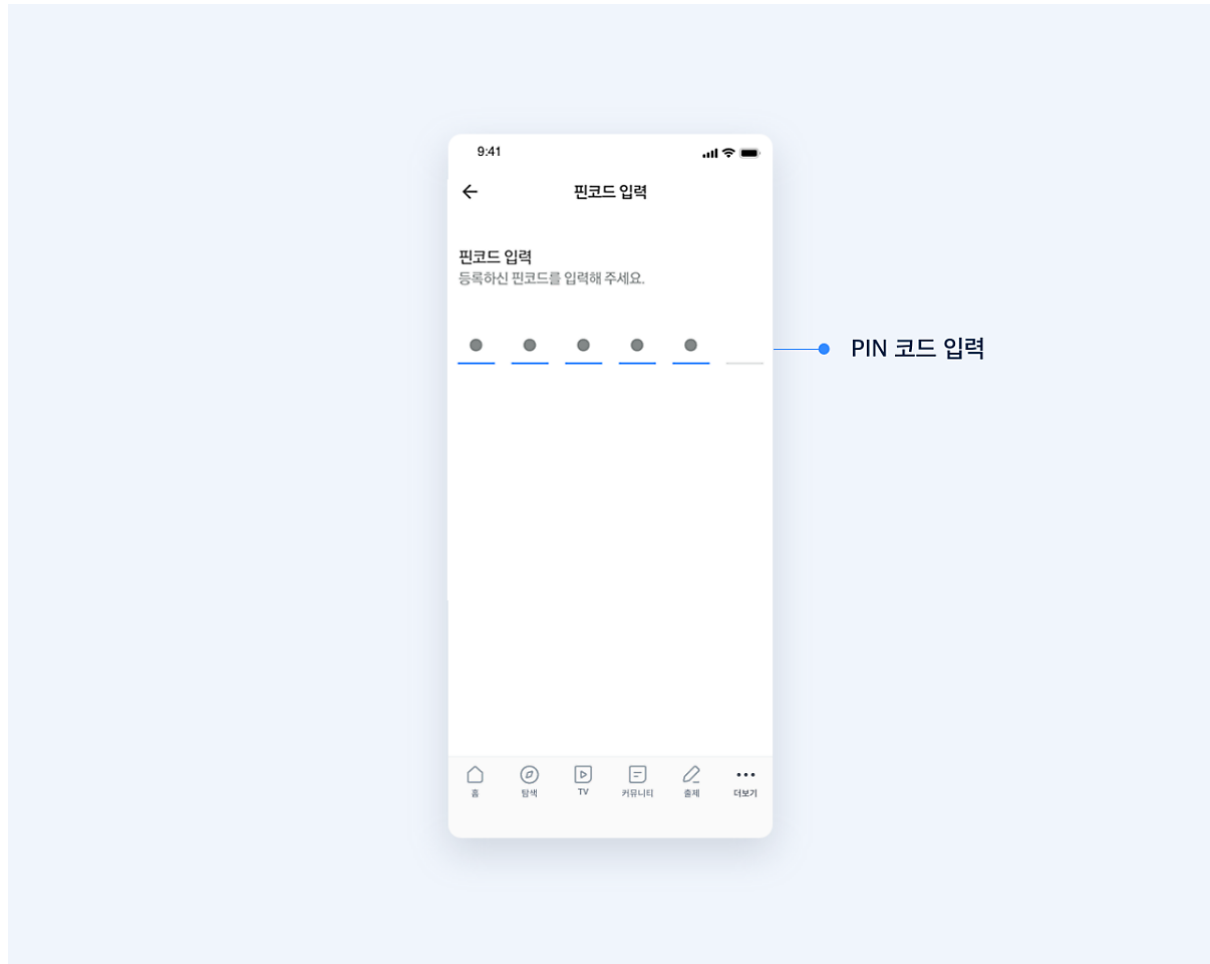 9:41
핀코드 입력
핀코드 입력
등록하신 핀코드를 입력해 주세요.
PIN 코드 입력
홈 탐색 TV 커뮤니티 출제 더보기